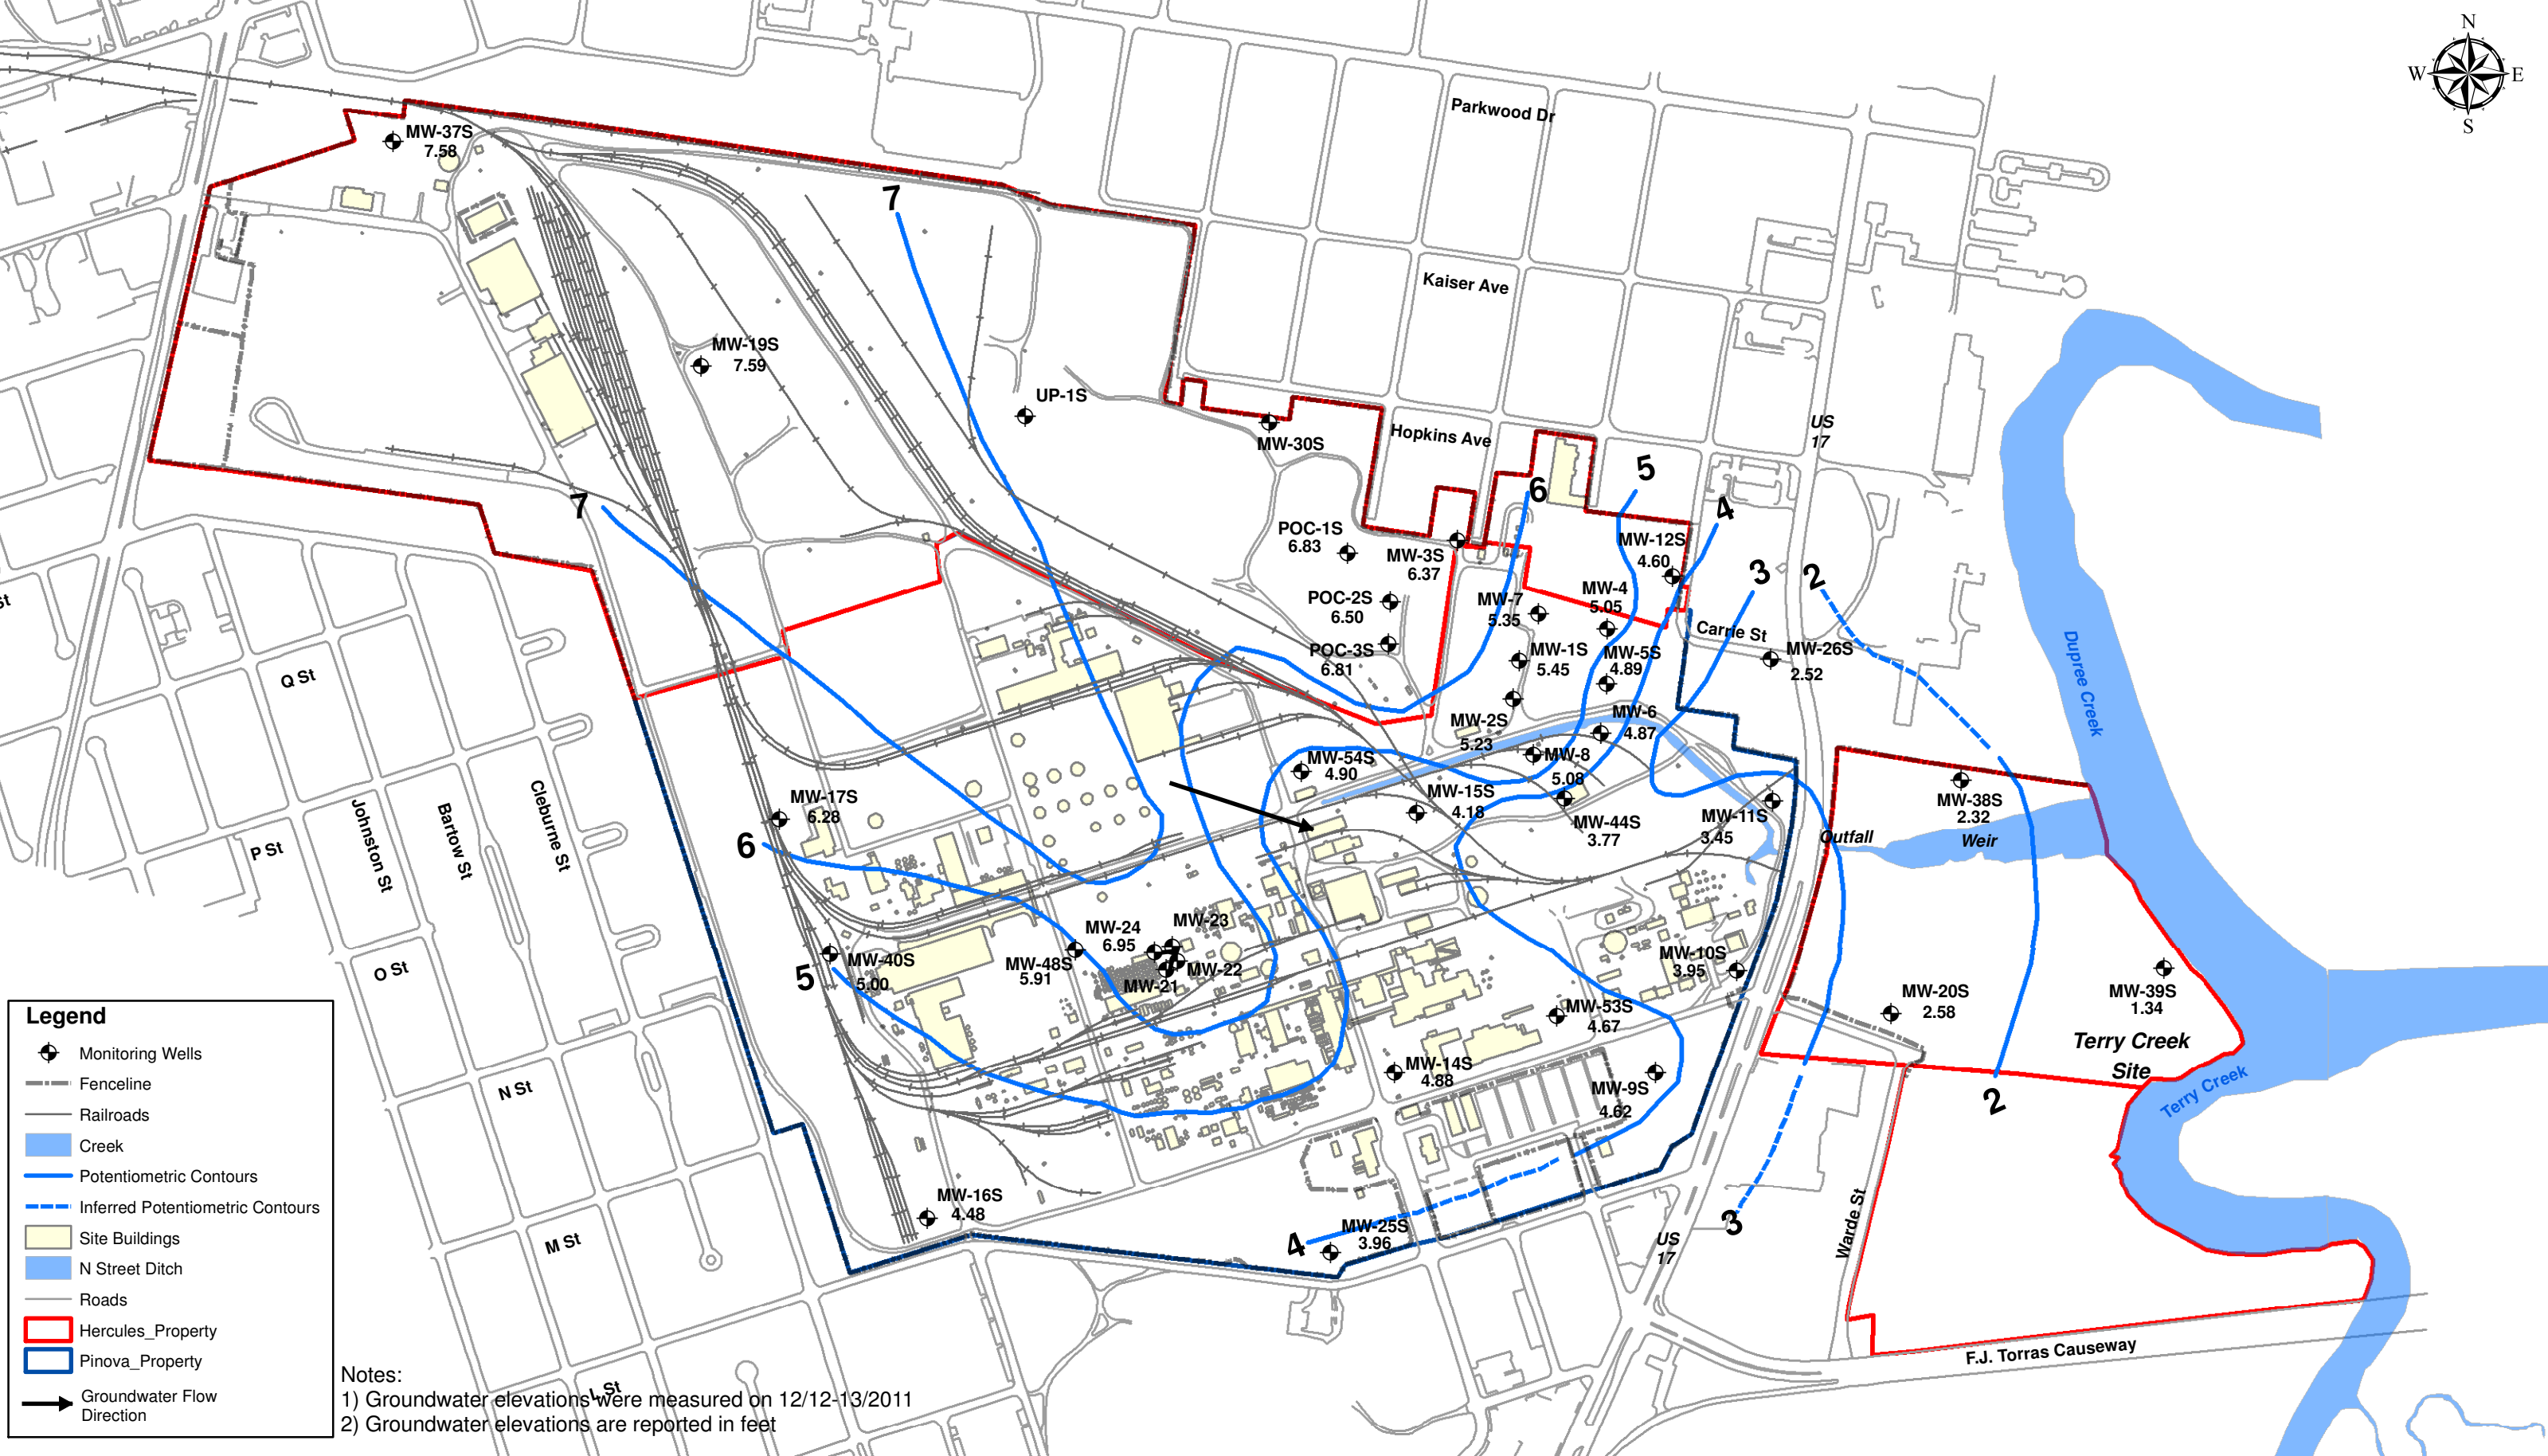 N
W
E
S
Parkwood Dr
MW-37S
7.58
7
Kaiser Ave
MW-19S
7.59
UP-1S
MW-30S
Hopkins Ave
US
17
6
5
4
3
2
7
POC-1S
6.83
MW-3S
6.37
MW-12S
4.60
POC-2S
6.50
MW-7
5.35
MW-4
5.05
POC-3S
6.81
MW-1S
5.45
MW-5S
4.89
Carrie St
MW-26S
2.52
Dupree Creek
St
Q St
MW-2S
5.23
MW-6
4.87
MW-54S
4.90
MW-8
5.08
MW-15S
4.18
MW-44S
3.77
MW-11S
3.45
MW-38S
2.32
Outfall
Weir
MW-17S
6.28
6
P St
Johnston St
Bartow St
Cleburne St
MW-24
6.95
MW-23
MW-48S
5.91
MW-22
MW-21
7
5
MW-40S
5.00
O St
MW-10S
3.95
MW-53S
4.67
MW-20S
2.58
MW-39S
1.34
Terry Creek
Site
Terry Creek
MW-14S
4.88
MW-9S
4.62
2
N St
MW-16S
4.48
M St
4
MW-25S
3.96
US
17
3
Warde St
F.J. Torras Causeway
L St
Legend
Monitoring Wells
Fenceline
Railroads
Creek
Potentiometric Contours
Inferred Potentiometric Contours
Site Buildings
N Street Ditch
Roads
Hercules_Property
Pinova_Property
Groundwater Flow
Direction
Notes:
1) Groundwater elevations were measured on 12/12-13/2011
2) Groundwater elevations are reported in feet